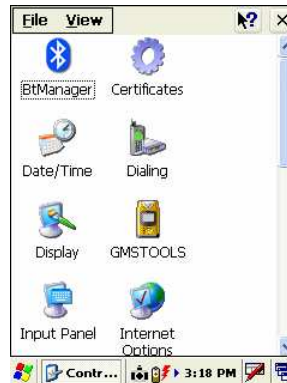 File View
BtManager Certificates
Date/Time Dialing
Display GMSTOOLS
Input Panel Internet
Options
Contr... 3:18 PM